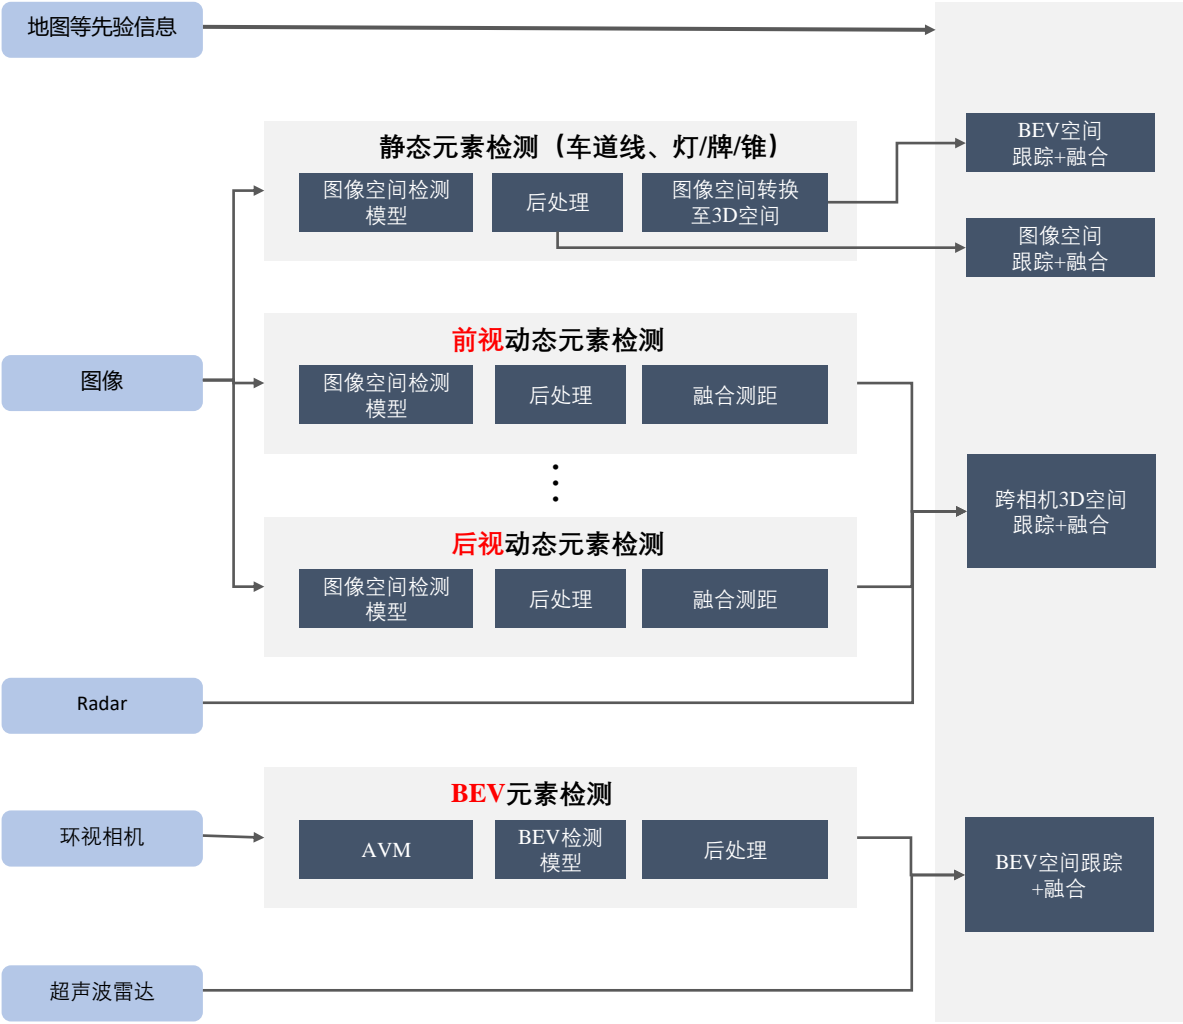 地图等先验信息
静态元素检测（车道线、灯/牌/锥）
图像空间检测
模型
后处理
图像空间转换
至3D空间
BEV空间
跟踪+融合
图像空间
跟踪+融合
图像
前视动态元素检测
图像空间检测
模型
后处理
融合测距
后视动态元素检测
图像空间检测
模型
后处理
融合测距
跨相机3D空间
跟踪+融合
Radar
环视相机
BEV元素检测
AVM
BEV检测
模型
后处理
BEV空间跟踪
+融合
超声波雷达